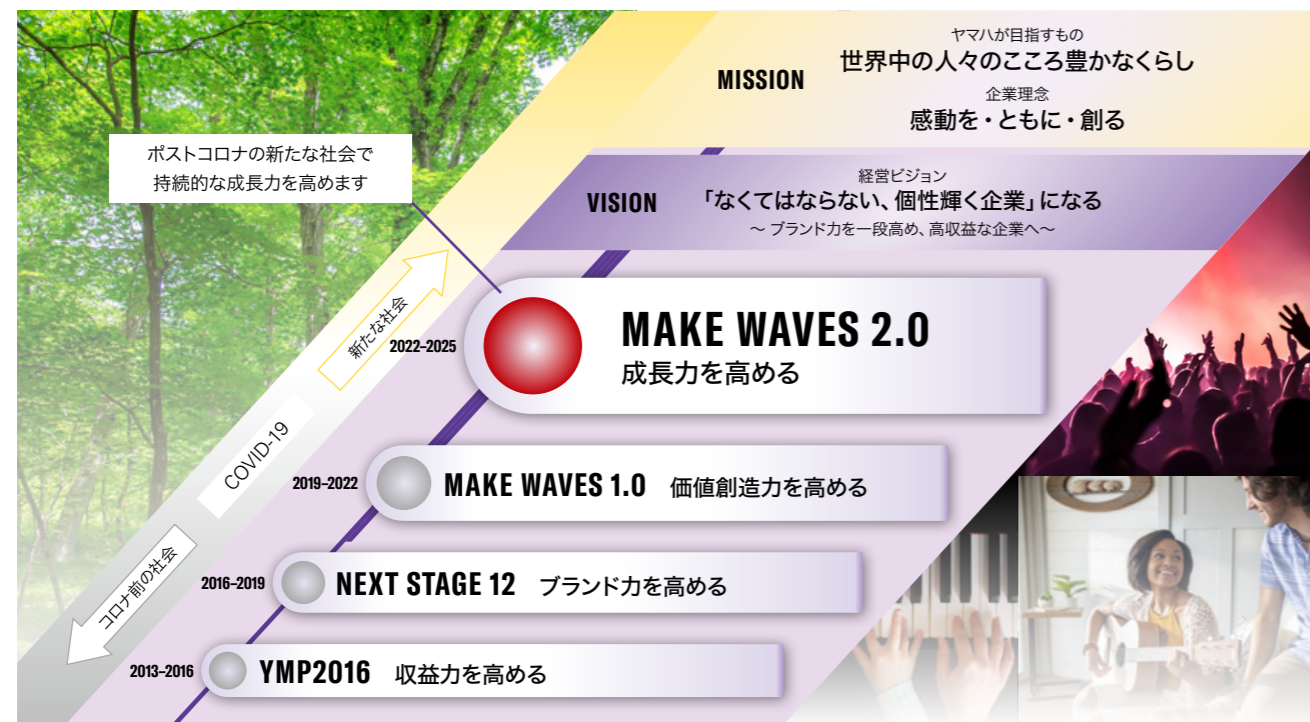 ヤマハが目指すもの
世界中の人々のこころ豊かなくらし
MISSION
企業理念
感動を・ともに・創る
ポストコロナの新たな社会で
持続的な成長力を高めます
経営ビジョン
VISION
「なくてはならない、個性輝く企業」になる
～ ブランド力を一段高め、高収益な企業へ～
新たな社会
2022–2025
MAKE WAVES 2.0
成長力を高める
COVID-19
2019–2022
MAKE WAVES 1.0 価値創造力を高める
コロナ前の社会
2016–2019
NEXT STAGE 12 ブランド力を高める
2013–2016
YMP2016 収益力を高める